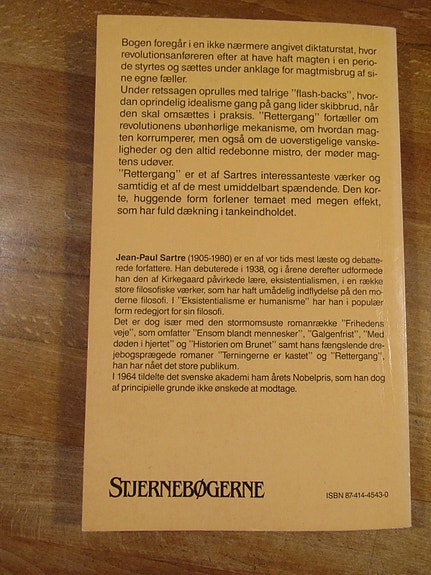 Bogen foregår i en ikke nærmere angivet diktaturstat, hvor
revolutionsanføreren efter at have haft magten i en perio-
de styrtes og sættes under anklage for magtmisbrug af si-
ne egne fæller.
Under retssagen oprulles med talrige "flash-backs", hvor-
dan oprindelig idealisme gang på gang lider skibbrud, når
den skal omsættes i praksis. "Rettergang" fortæller om
revolutionens ubønhørlige mekanisme, om hvordan mag-
ten korrumperer, men også om de uoverstigelige vanske-
ligheder og den altid redebonne mistro, der møder mag-
tens udøver.
"Rettergang" er et af Sartres interessanteste værker og
samtidig et af de mest umiddelbart spændende. Den kor-
te, huggende form forlener temaet med megen effekt,
som har fuld dækning i tankeindholdet.
Jean-Paul Sartre (1905-1980) er en af vor tids mest læste og debatte-
rede forfattere. Han debuterede i 1938, og i årene derefter udformede
han den af Kirkegaard påvirkede lære, eksistentialismen, i en række
store filosofiske værker, som har haft umådelig indflydelse på den mo-
derne filosofi. I "Eksistentialisme er humanisme" har han i populær
form redegjort for sin filosofi.
Det er dog især med den stormomsuste romanrække "Frihedens
veje", som omfatter "Ensom blandt mennesker", "Galgenfrist", "Med
døden i hjertet" og "Historien om Brunet" samt hans fængslende dre-
jebogsprægede romaner "Terningerne er kastet" og "Rettergang",
han har nået det store publikum.
I 1964 tildelte det svenske akademi ham årets Nobelpris, som han dog
af principielle grunde ikke ønskede at modtage.
STJERNEBØGERNE
ISBN 87-414-4543-0